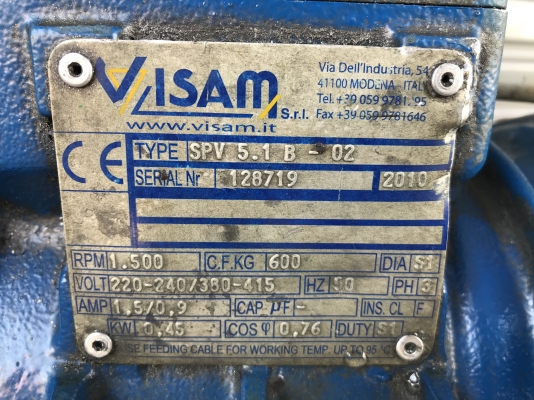 VISAM S.r.l.
Via Dell'Industria, 54
41100 MODENA - ITAL
Tel. +39 059 9781 95
Fax +39 059 9781646
www.visam.it
CE
TYPE SPV 5.1 B - 02
SERIAL Nr 128719 2010
RPM 1.500 C.F.KG 600 DIA S1
VOLT 220-240/380-415 HZ 50 PH 3
AMP 1,5/0,9 CAP µF - INS. CL F
KW 0,45 COS φ 0,76 DUTY S1
SE FEEDING CABLE FOR WORKING TEMP. UP TO 95 °C